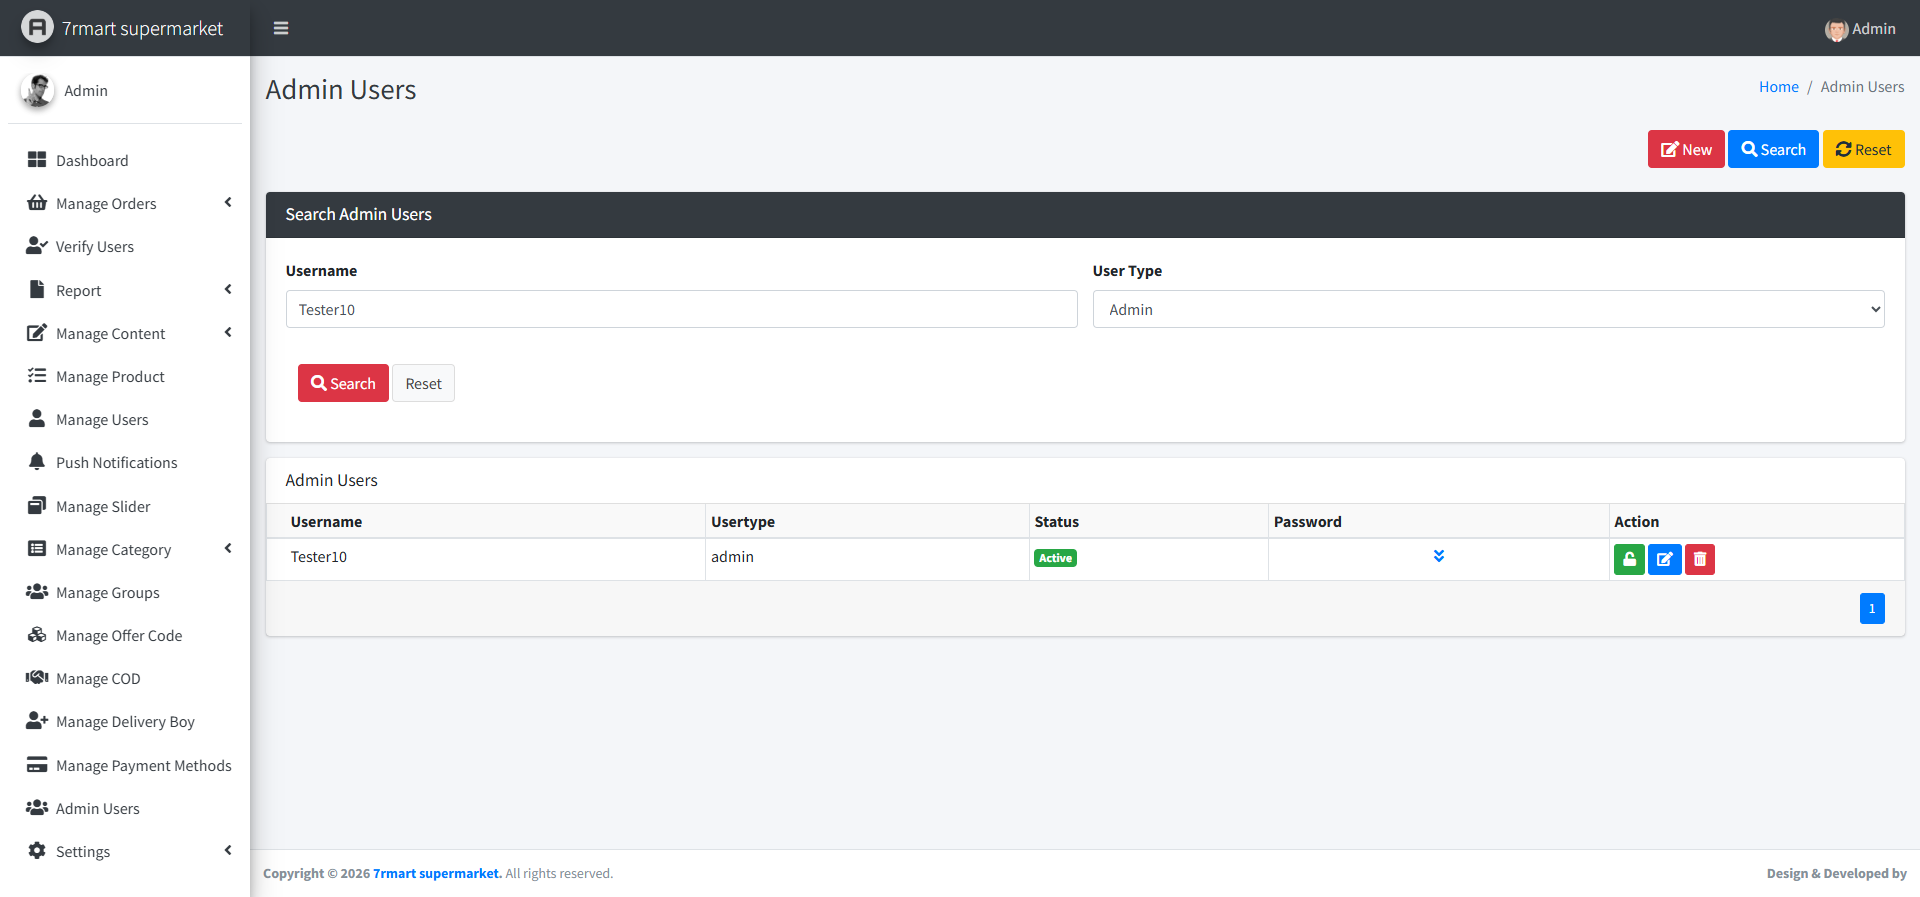 7rmart supermarket
Admin
Admin
Dashboard
Manage Orders
Verify Users
Report
Manage Content
Manage Product
Manage Users
Push Notifications
Manage Slider
Manage Category
Manage Groups
Manage Offer Code
Manage COD
Manage Delivery Boy
Manage Payment Methods
Admin Users
Settings
Admin Users
Home / Admin Users
New Search Reset
Search Admin Users
Username User Type
Tester10 Admin
Search Reset
Admin Users
Username Usertype Status Password Action
Tester10 admin Active
1
Copyright © 2026 7rmart supermarket. All rights reserved. Design & Developed by